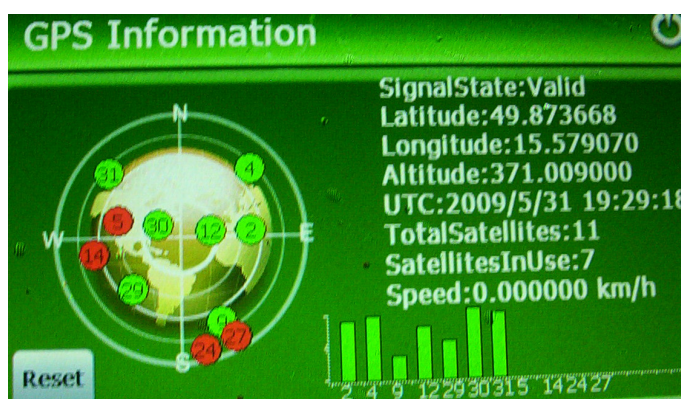 GPS Information
SignalState:Valid
Latitude:49.873668
Longitude:15.579070
Altitude:371.009000
UTC:2009/5/31 19:29:18
TotalSatellites:11
SatellitesInUse:7
Speed:0.000000 km/h
N
31 4
5 30 12 2
W E
14
29
9
27
24
S
Reset
2 4 9 12 29 30 31 5 14 24 27